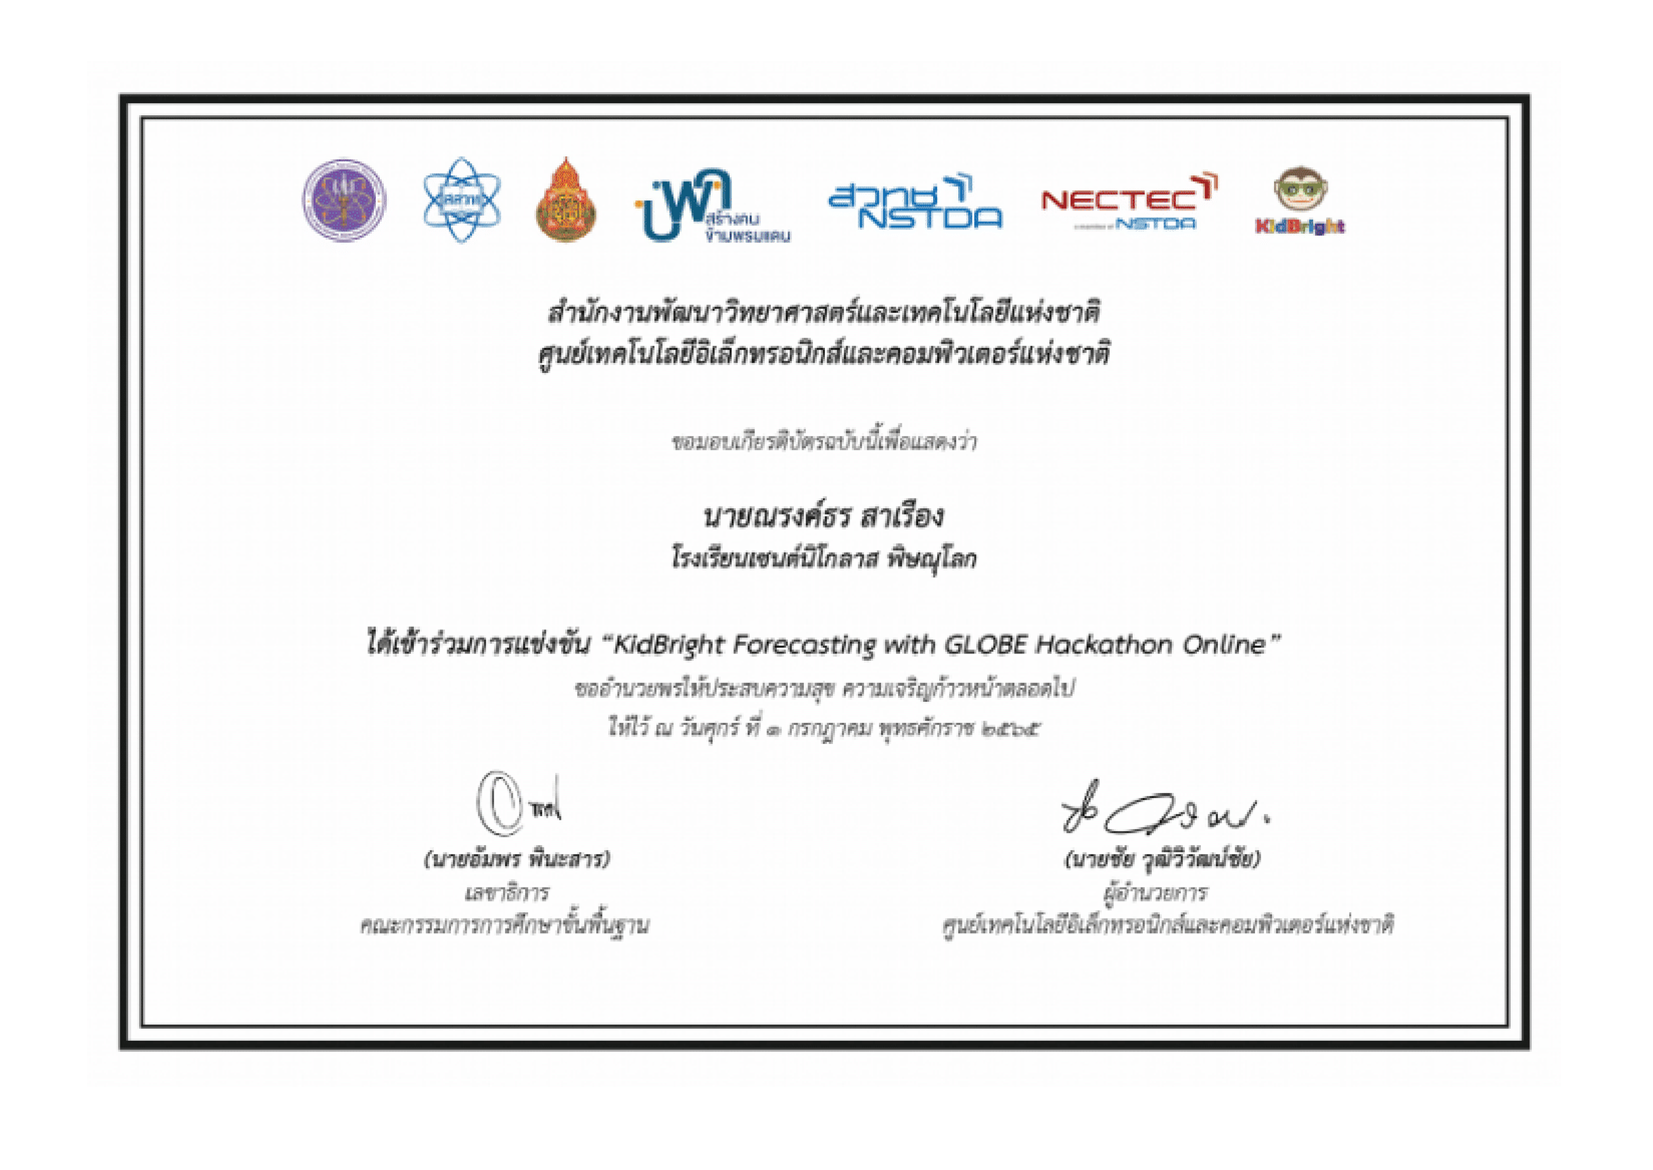 สสวท
บพค
สร้างคน
ข้ามพรมแดน
สวทช
NSTDA
NECTEC
a member of NSTDA
KidBright
สำนักงานพัฒนาวิทยาศาสตร์และเทคโนโลยีแห่งชาติ
ศูนย์เทคโนโลยีอิเล็กทรอนิกส์และคอมพิวเตอร์แห่งชาติ
ขอมอบเกียรติบัตรฉบับนี้เพื่อแสดงว่า
นายณรงค์ธร สาเรือง
โรงเรียนเซนต์นิโกลาส พิษณุโลก
ได้เข้าร่วมการแข่งขัน “KidBright Forecasting with GLOBE Hackathon Online”
ขออำนวยพรให้ประสบความสุข ความเจริญก้าวหน้าตลอดไป
ให้ไว้ ณ วันศุกร์ ที่ ๑ กรกฎาคม พุทธศักราช ๒๕๖๕
(นายอัมพร พินะสาร)
เลขาธิการ
คณะกรรมการการศึกษาขั้นพื้นฐาน
(นายชัย วุฒิวิวัฒน์ชัย)
ผู้อำนวยการ
ศูนย์เทคโนโลยีอิเล็กทรอนิกส์และคอมพิวเตอร์แห่งชาติ